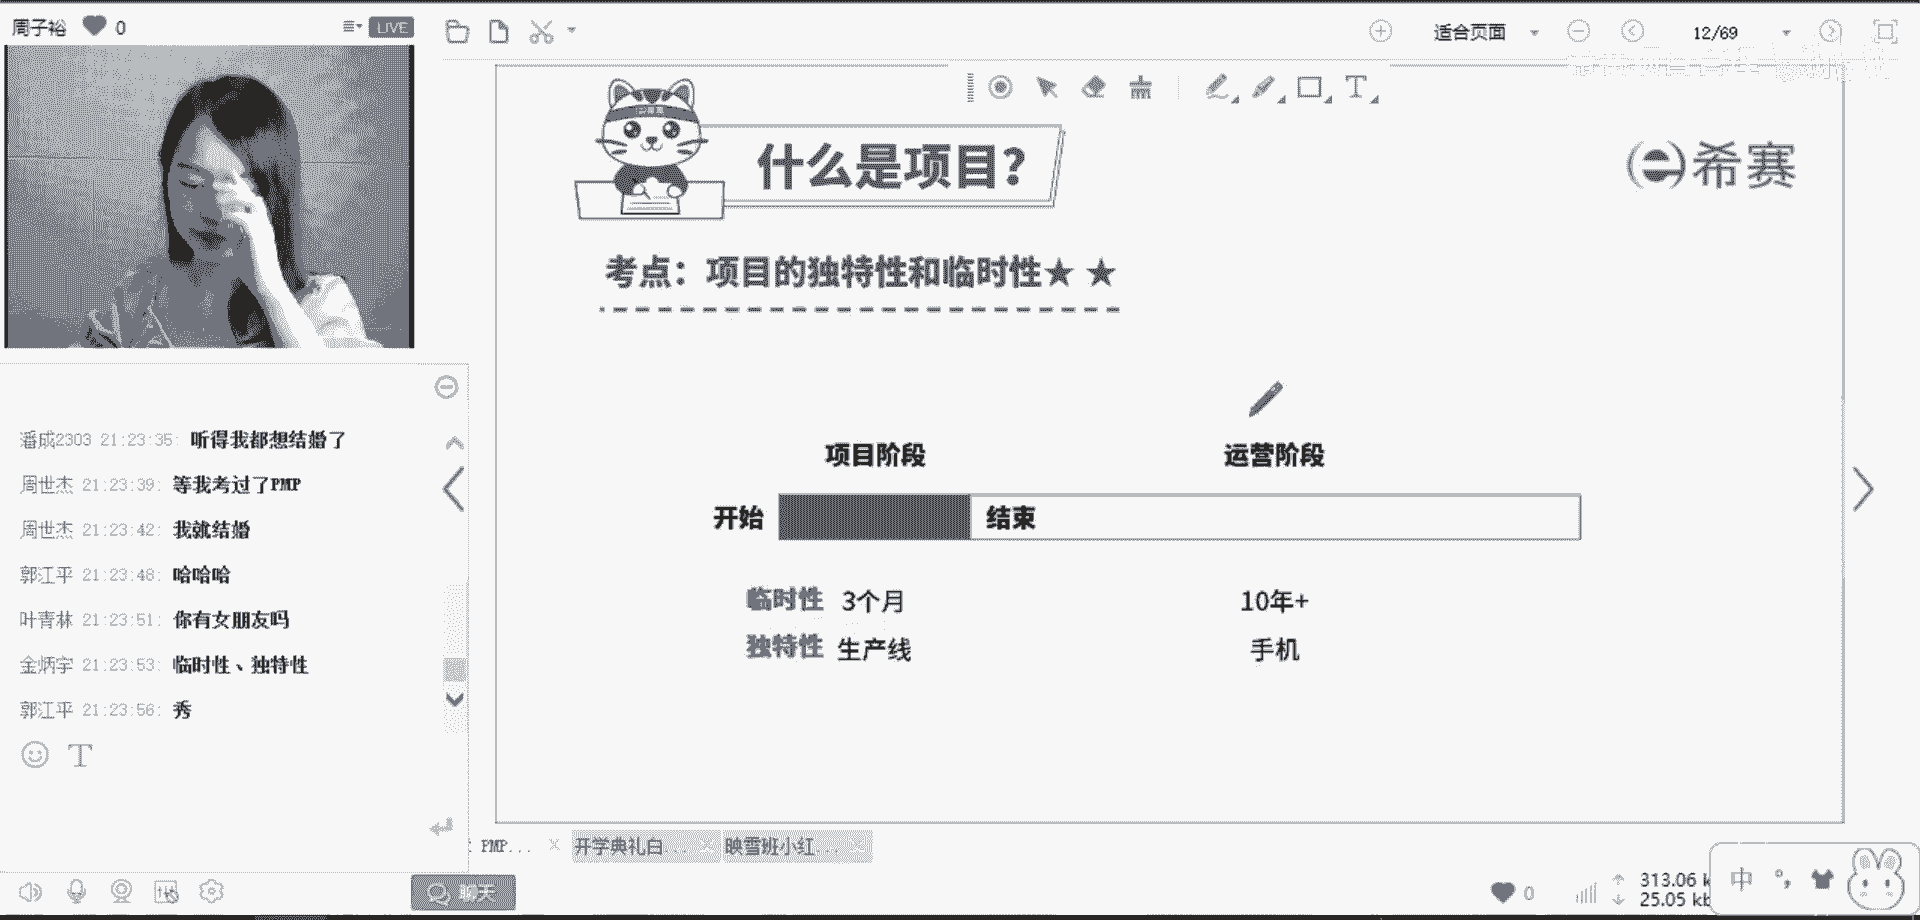 周子裕 0 LIVE
适合页面 12/69
什么是项目？
希赛
考点：项目的独特性和临时性★ ★
项目阶段 运营阶段
开始 结束
临时性 3个月 10年+
独特性 生产线 手机
潘成2303 21:23:35: 听得我都想结婚了
周世杰 21:23:39: 等我考过了PMP
周世杰 21:23:42: 我就结婚
郭江平 21:23:48: 哈哈哈
叶青林 21:23:51: 你有女朋友吗
金炳宇 21:23:53: 临时性、独特性
郭江平 21:23:56: 秀
T
PMP... 开学典礼白... 映雪班小红...
聊天
0 313.06 k
25.05 kb
中